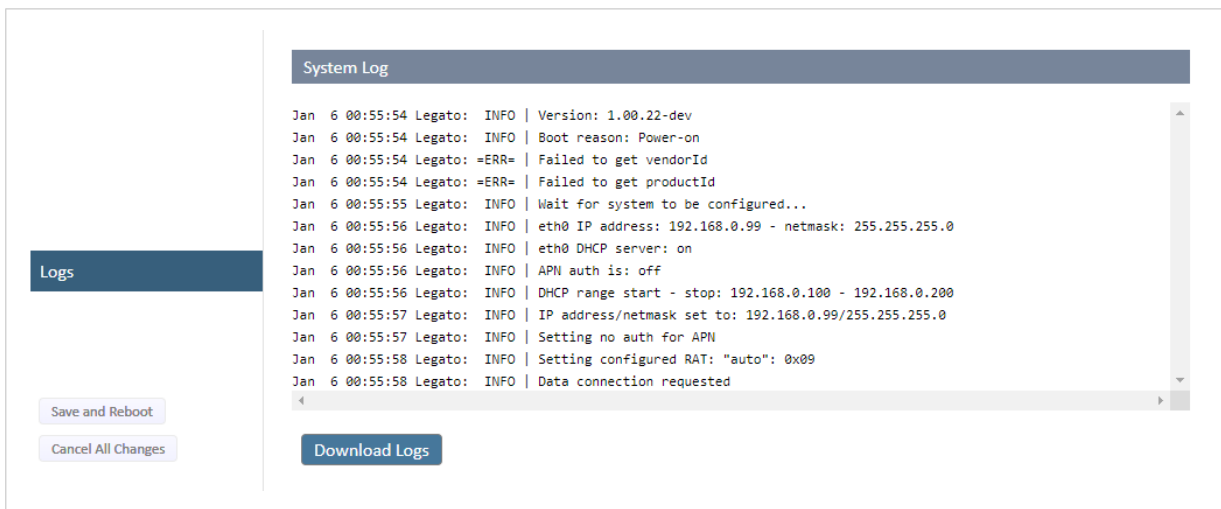 System Log
Jan  6 00:55:54 Legato:  INFO | Version: 1.00.22-dev
Jan  6 00:55:54 Legato:  INFO | Boot reason: Power-on
Jan  6 00:55:54 Legato: =ERR= | Failed to get vendorId
Jan  6 00:55:54 Legato: =ERR= | Failed to get productId
Jan  6 00:55:55 Legato:  INFO | Wait for system to be configured...
Jan  6 00:55:56 Legato:  INFO | eth0 IP address: 192.168.0.99 - netmask: 255.255.255.0
Jan  6 00:55:56 Legato:  INFO | eth0 DHCP server: on
Jan  6 00:55:56 Legato:  INFO | APN auth is: off
Jan  6 00:55:56 Legato:  INFO | DHCP range start - stop: 192.168.0.100 - 192.168.0.200
Jan  6 00:55:57 Legato:  INFO | IP address/netmask set to: 192.168.0.99/255.255.255.0
Jan  6 00:55:57 Legato:  INFO | Setting no auth for APN
Jan  6 00:55:58 Legato:  INFO | Setting configured RAT: "auto": 0x09
Jan  6 00:55:58 Legato:  INFO | Data connection requested
Logs
Save and Reboot
Cancel All Changes
Download Logs